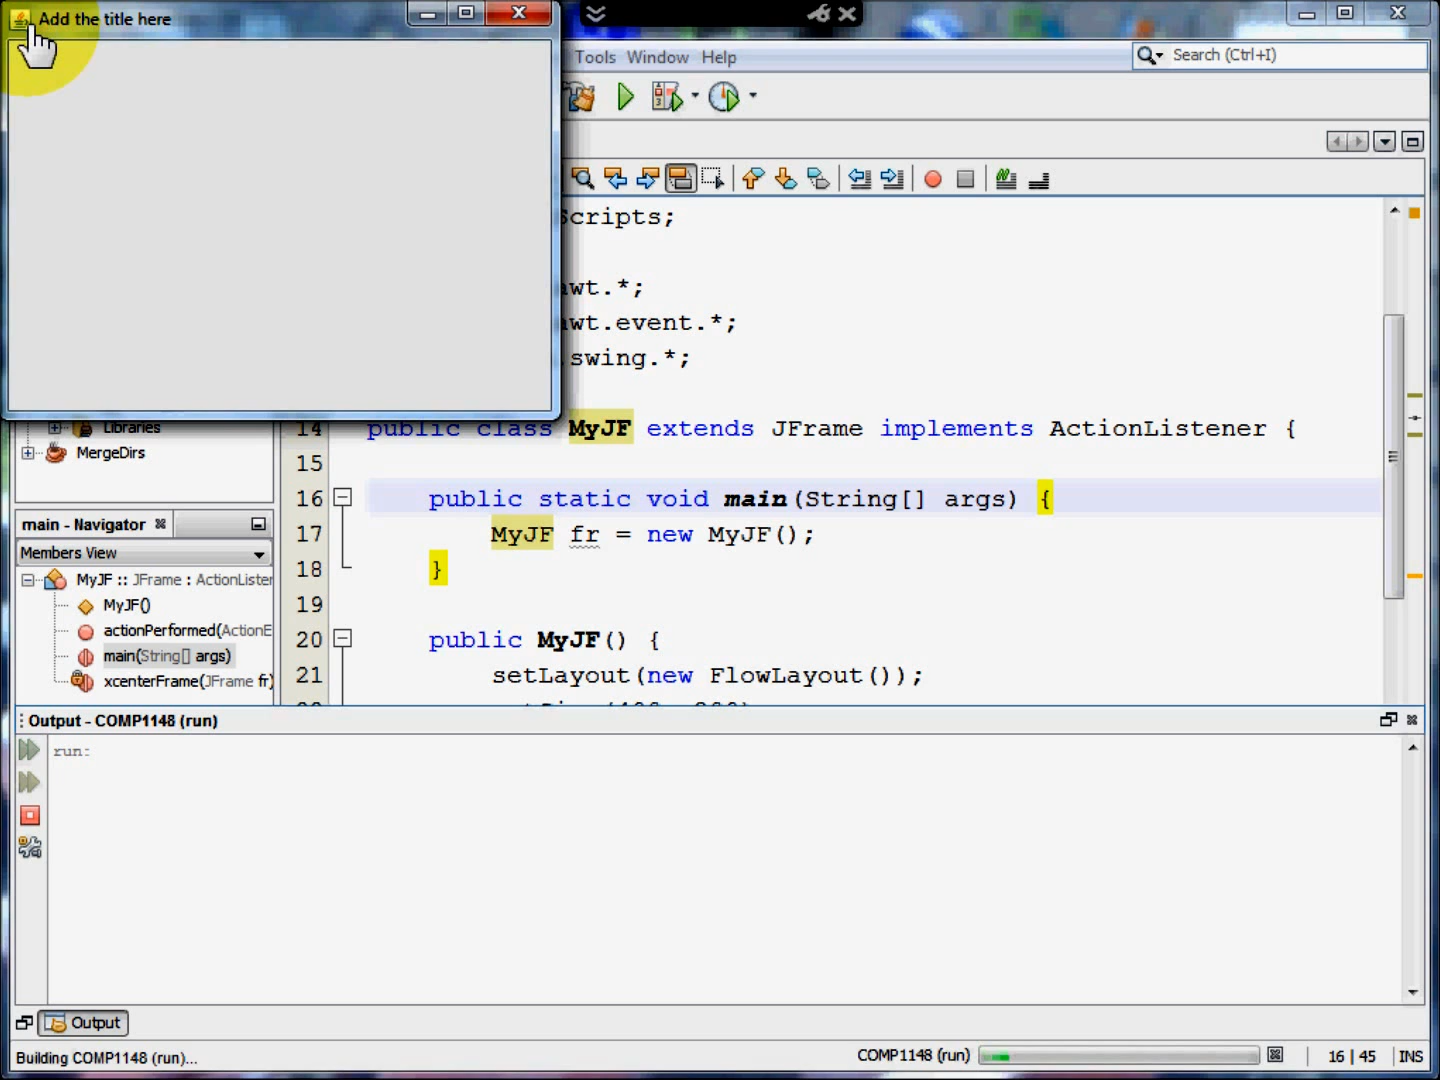 Add the title here
Tools Window Help
Search (Ctrl+I)
Scripts;
awt.*;
awt.event.*;
.swing.*;
Libraries
MergeDirs
14 public class MyJF extends JFrame implements ActionListener {
15
16 public static void main(String[] args) {
17 MyJF fr = new MyJF();
18 }
19
20 public MyJF() {
21 setLayout(new FlowLayout());
main - Navigator
Members View
MyJF :: JFrame : ActionListener
MyJF()
actionPerformed(ActionE
main(String[] args)
xcenterFrame(JFrame fr)
Output - COMP1148 (run)
run:
Output
Building COMP1148 (run)...
COMP1148 (run)
16 | 45 INS